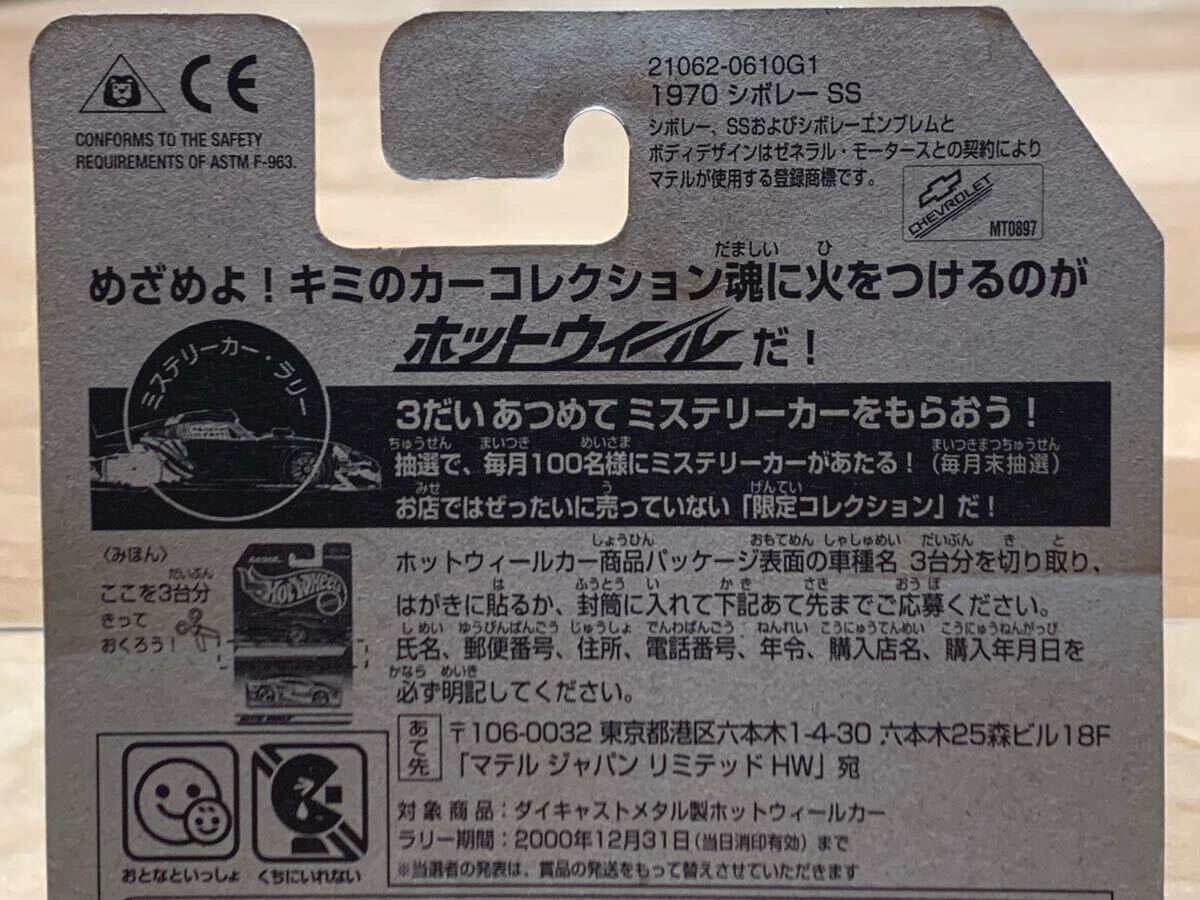 CE
CONFORMS TO THE SAFETY
REQUIREMENTS OF ASTM F-963.
21062-0610G1
1970 シボレー SS
シボレー、SSおよびシボレーエンブレムと
ボディデザインはゼネラル・モータースとの契約により
マテルが使用する登録商標です。
CHEVROLET
MT0897
だましい ひ
めざめよ！キミのカーコレクション魂に火をつけるのが
ホットウィール だ！
ミステリーカー・ラリー
3だい あつめて ミステリーカーをもらおう！
ちゅうせん まいつき めいさま まいつきまつちゅうせん
抽選で、毎月100名様にミステリーカーがあたる！（毎月末抽選）
みせ う げんてい
お店ではぜったいに売っていない「限定コレクション」だ！
〈みほん〉
だいぶん
ここを3台分
きって
おくろう！
HOT WHEELS
しょうひん おもてめん しゃしゅめい だいぶん き と
ホットウィールカー商品パッケージ表面の車種名 3台分を切り取り、
は ふうとう い かき さき おうぼ
はがきに貼るか、封筒に入れて下記あて先までご応募ください。
しめい ゆうびんばんごう じゅうしょ でんわばんごう ねんれい こうにゅうてんめい こうにゅうねんがっぴ
氏名、郵便番号、住所、電話番号、年令、購入店名、購入年月日を
かなら めいき
必ず明記してください。
あて先
〒106-0032 東京都港区六本木1-4-30 六本木25森ビル18F
「マテル ジャパン リミテッド HW」宛
対象商品：ダイキャストメタル製ホットウィールカー
ラリー期間：2000年12月31日（当日消印有効）まで
※当選者の発表は、賞品の発送をもって替えさせていただきます
おとなといっしょ
くちにいれない